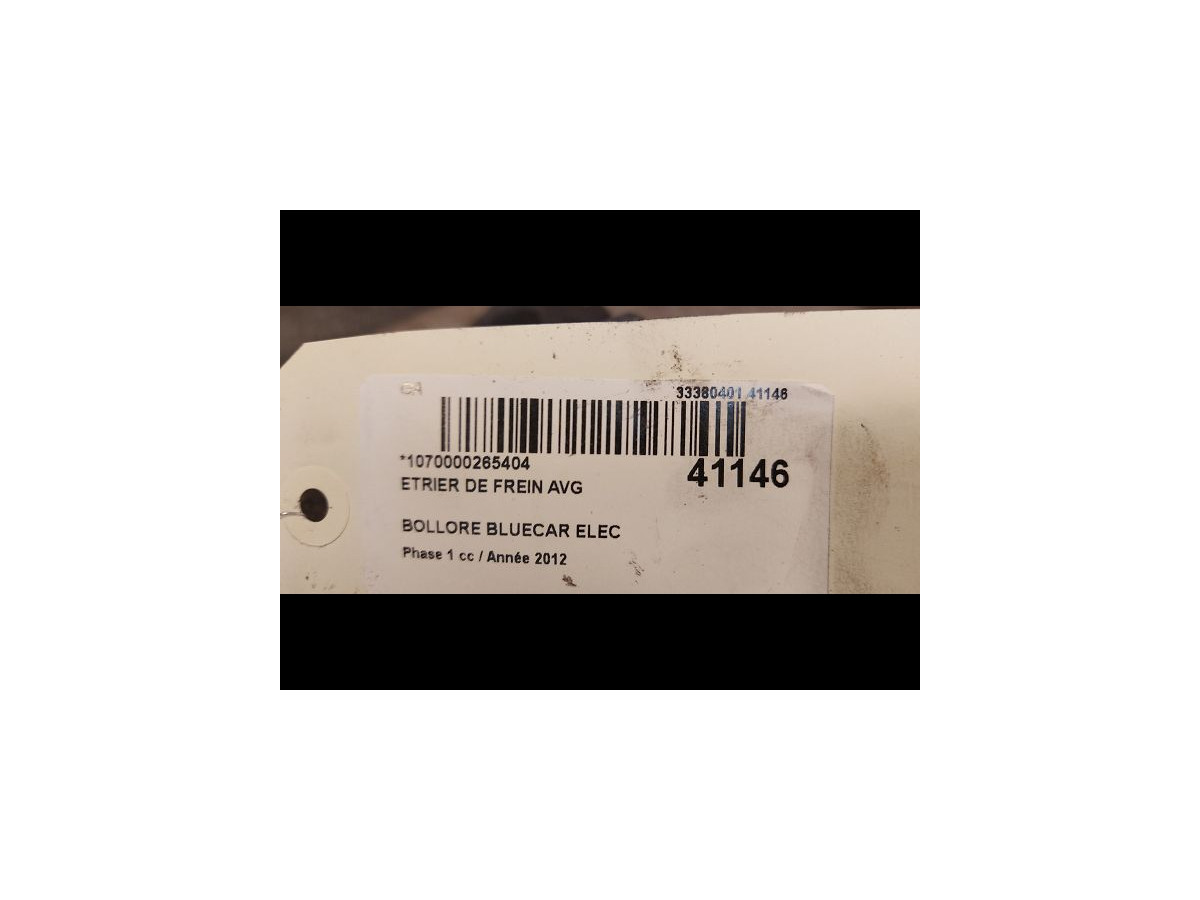 33380401 41146
*1070000265404
41146
ETRIER DE FREIN AVG
BOLLORE BLUECAR ELEC
Phase 1 cc / Année 2012